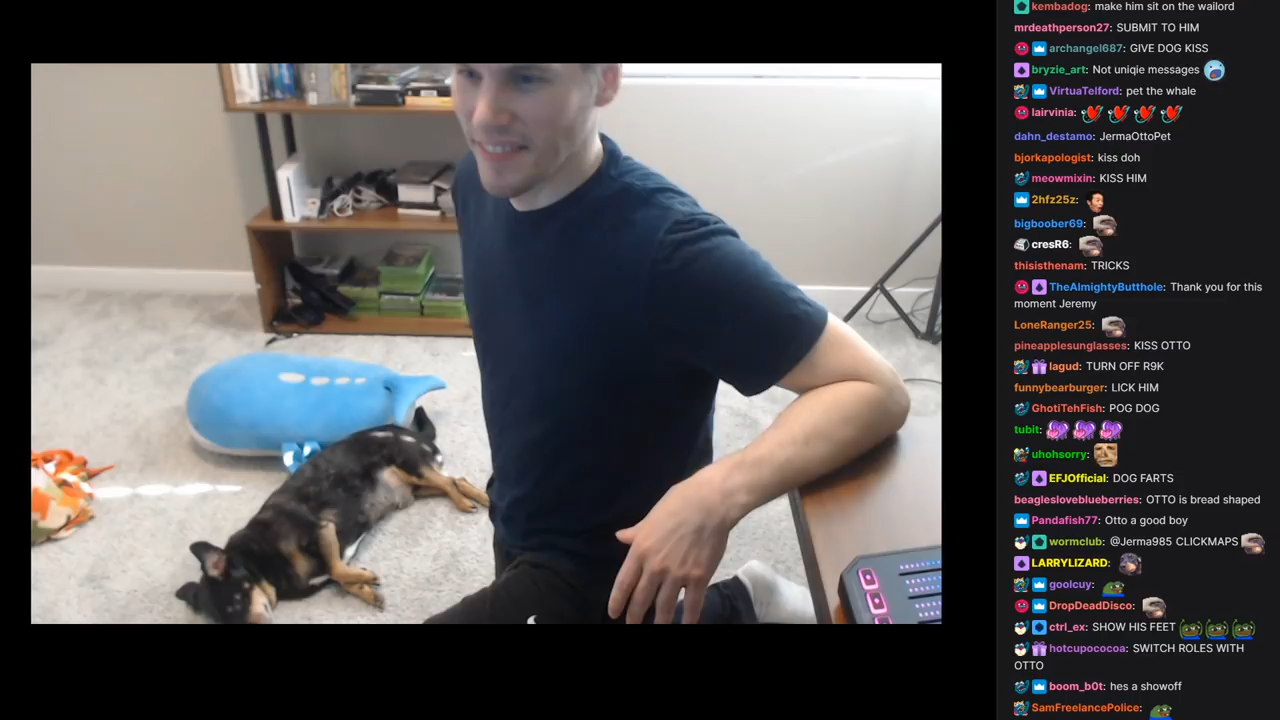 kembadog: make him sit on the wailord
mrdeathperson27: SUBMIT TO HIM
archangel687: GIVE DOG KISS
bryzie_art: Not uniqie messages
VirtuaTelford: pet the whale
lairvinia:
dahn_destamo: JermaOttoPet
bjorkapologist: kiss doh
meowmixin: KISS HIM
2hfz25z:
bigboober69:
cresR6:
thisisthenam: TRICKS
TheAlmightyButthole: Thank you for this
moment Jeremy
LoneRanger25:
pineapplesunglasses: KISS OTTO
lagud: TURN OFF R9K
funnybearburger: LICK HIM
GhotiTehFish: POG DOG
tubit:
uhohsorry:
EFJOfficial: DOG FARTS
beaglesloveblueberries: OTTO is bread shaped
Pandafish77: Otto a good boy
wormclub: @Jerma985 CLICKMAPS
LARRYLIZARD:
goolcuy:
DropDeadDisco:
ctrl_ex: SHOW HIS FEET
hotcupococoa: SWITCH ROLES WITH
OTTO
boom_b0t: hes a showoff
SamFreelancePolice: